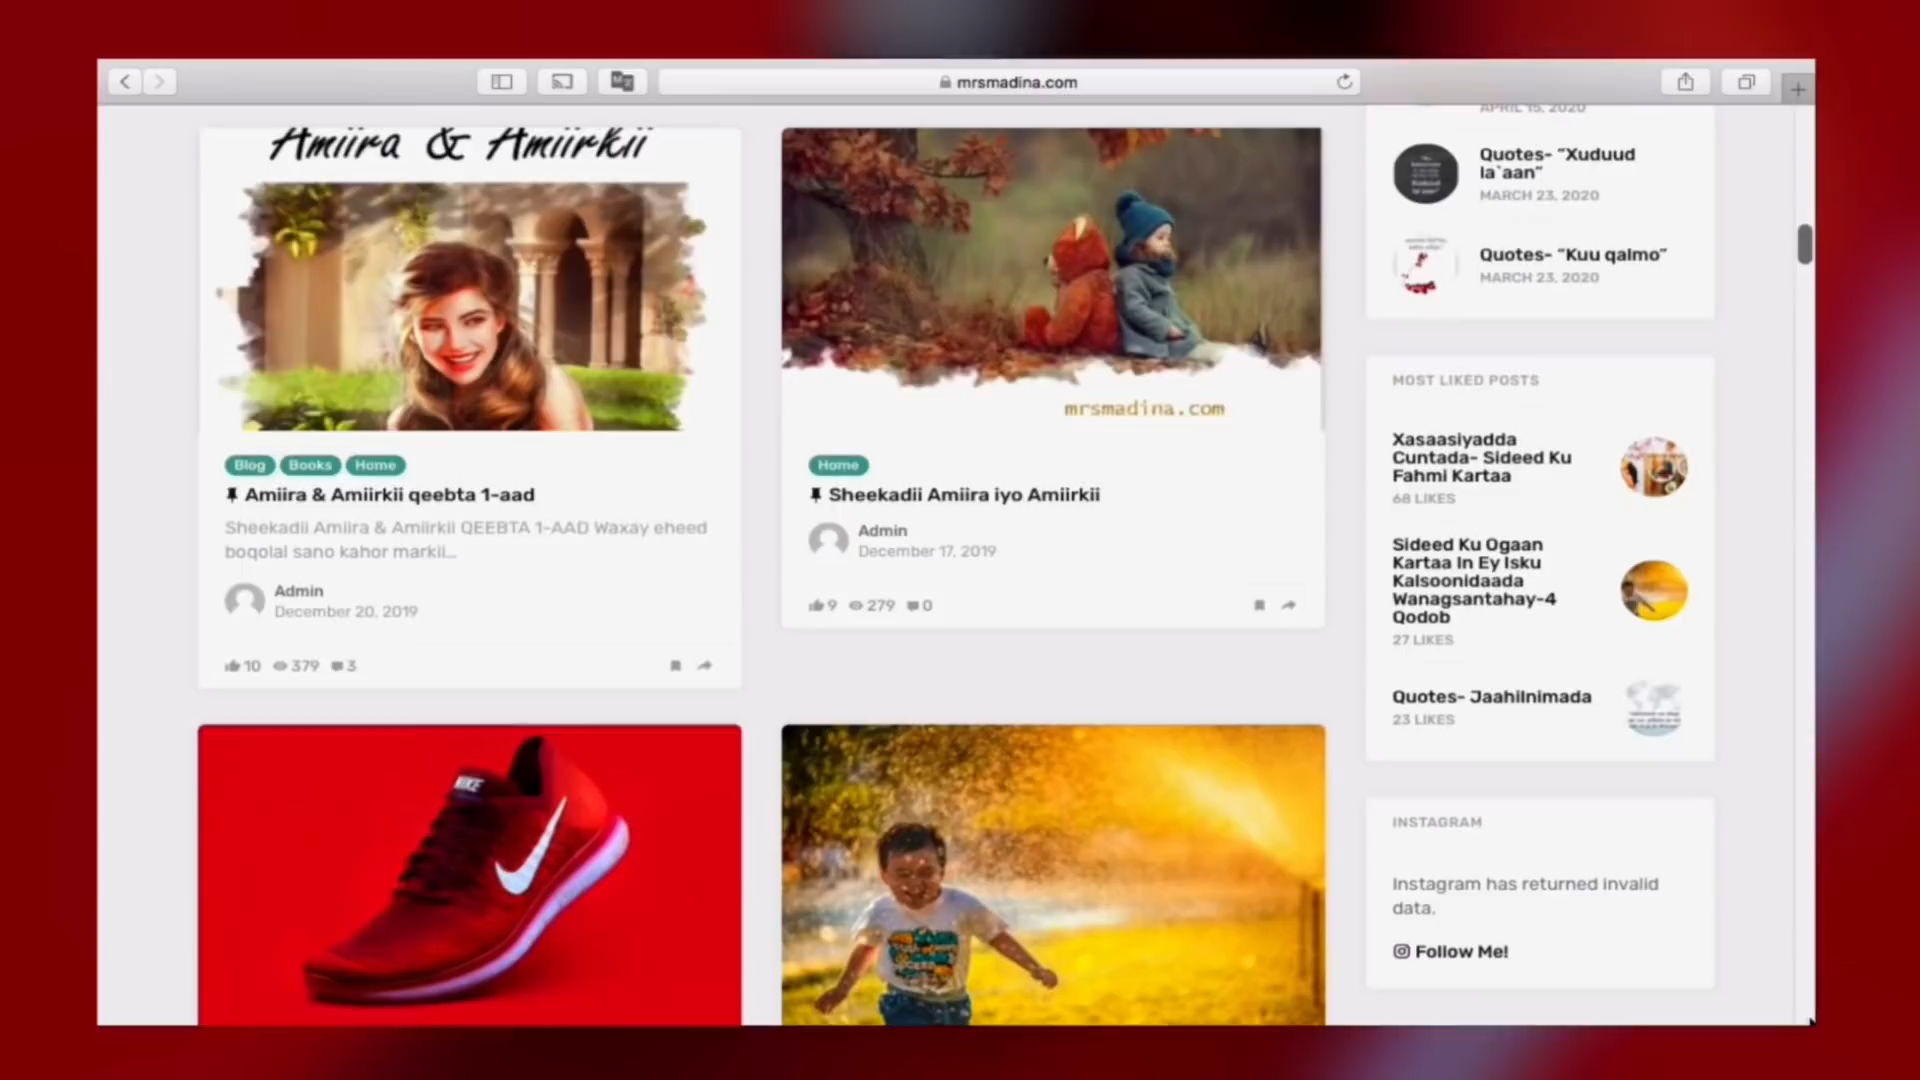 mrsmadina.com
Amiira & Amiirkii
Blog Books Home
Amiira & Amiirkii qeebta 1-aad
Sheekadii Amiira & Amiirkii QEEBTA 1-AAD Waxay eheed
boqolal sano kahor markii...
Admin
December 20, 2019
10 379 3
mrsmadina.com
Home
Sheekadii Amiira iyo Amiirkii
Admin
December 17, 2019
9 279 0
NIKE
APRIL 15, 2020
Quotes- “Xuduud
la`aan”
MARCH 23, 2020
Quotes- “Kuu qalmo”
MARCH 23, 2020
MOST LIKED POSTS
Xasaasiyadda
Cuntada- Sideed Ku
Fahmi Kartaa
68 LIKES
Sideed Ku Ogaan
Kartaa In Ey Isku
Kalsoonidaada
Wanagsantahay-4
Qodob
27 LIKES
Quotes- Jaahilnimada
23 LIKES
INSTAGRAM
Instagram has returned invalid
data.
Follow Me!